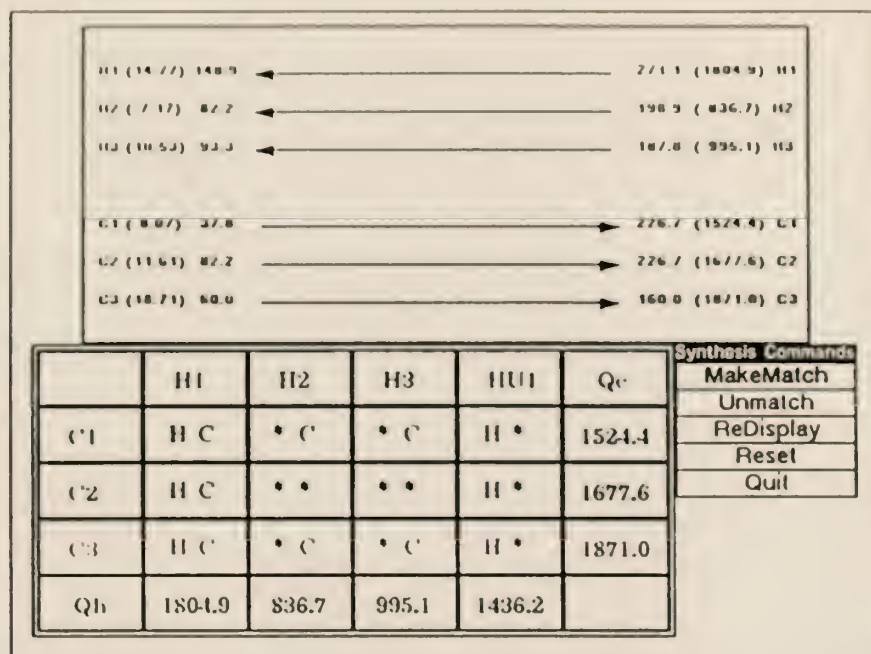 H1 (14.77) 148.9 271.1 (1804.9) H1
H2 ( 7.17) 82.2 198.9 ( 836.7) H2
H3 (10.53) 93.3 187.8 ( 995.1) H3
C1 ( 8.07) 37.8 226.7 (1524.4) C1
C2 (11.61) 82.2 226.7 (1677.6) C2
C3 (18.71) 60.0 160.0 (1871.0) C3
H1 H2 H3 HU1 Qc
C1 H C * C * C H * 1524.4
C2 H C * * * * H * 1677.6
C3 H C * C * C H * 1871.0
Qh 1804.9 836.7 995.1 1436.2
Synthesis Commands
MakeMatch
Unmatch
ReDisplay
Reset
Quit